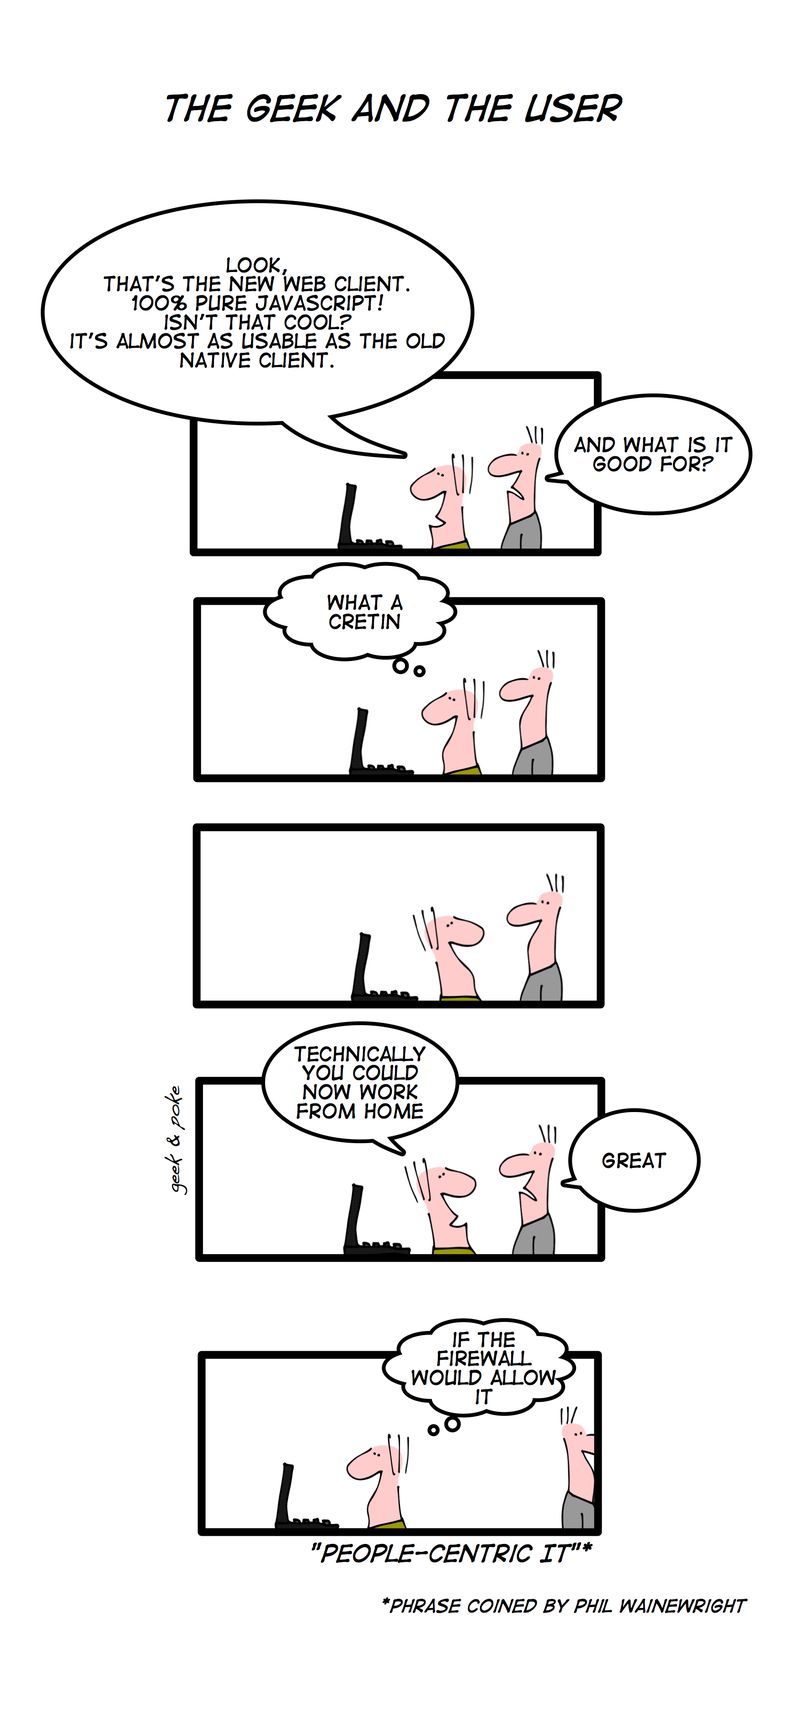 THE GEEK AND THE USER
LOOK,
THAT'S THE NEW WEB CLIENT.
100% PURE JAVASCRIPT!
ISN'T THAT COOL?
IT'S ALMOST AS USABLE AS THE OLD
NATIVE CLIENT.
AND WHAT IS IT
GOOD FOR?
WHAT A
CRETIN
TECHNICALLY
YOU COULD
NOW WORK
FROM HOME
GREAT
geek & poke
IF THE
FIREWALL
WOULD ALLOW
IT
"PEOPLE-CENTRIC IT"*
*PHRASE COINED BY PHIL WAINEWRIGHT